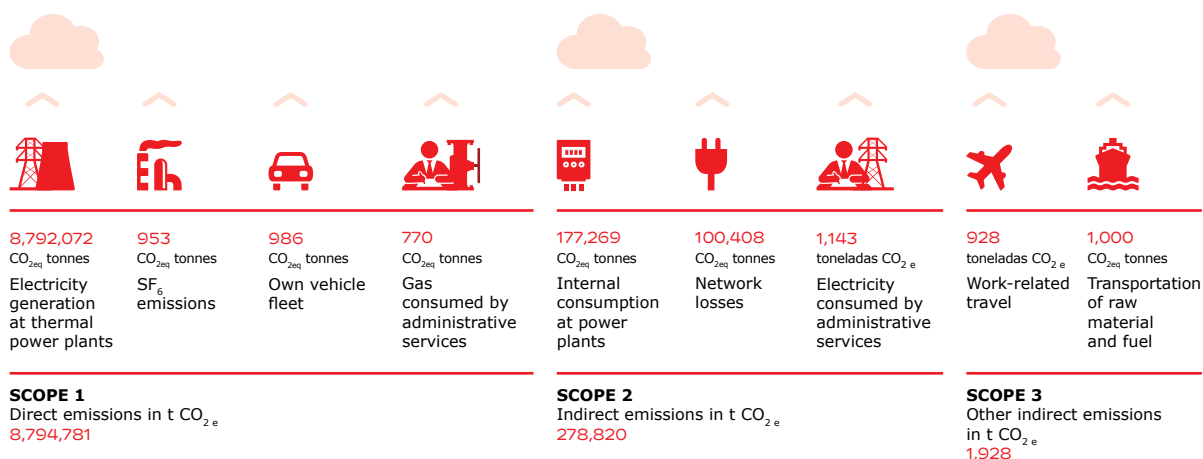 8,792,072
CO2eq tonnes
Electricity
generation
at thermal
power plants
953
CO2eq tonnes
SF6
emissions
986
CO2eq tonnes
Own vehicle
fleet
770
CO2eq tonnes
Gas
consumed by
administrative
services
SCOPE 1
Direct emissions in t CO2 e
8,794,781
177,269
CO2eq tonnes
Internal
consumption
at power
plants
100,408
CO2eq tonnes
Network
losses
1,143
toneladas CO2 e
Electricity
consumed by
administrative
services
SCOPE 2
Indirect emissions in t CO2 e
278,820
928
toneladas CO2 e
Work-related
travel
1,000
CO2eq tonnes
Transportation
of raw
material
and fuel
SCOPE 3
Other indirect emissions
in t CO2 e
1,928